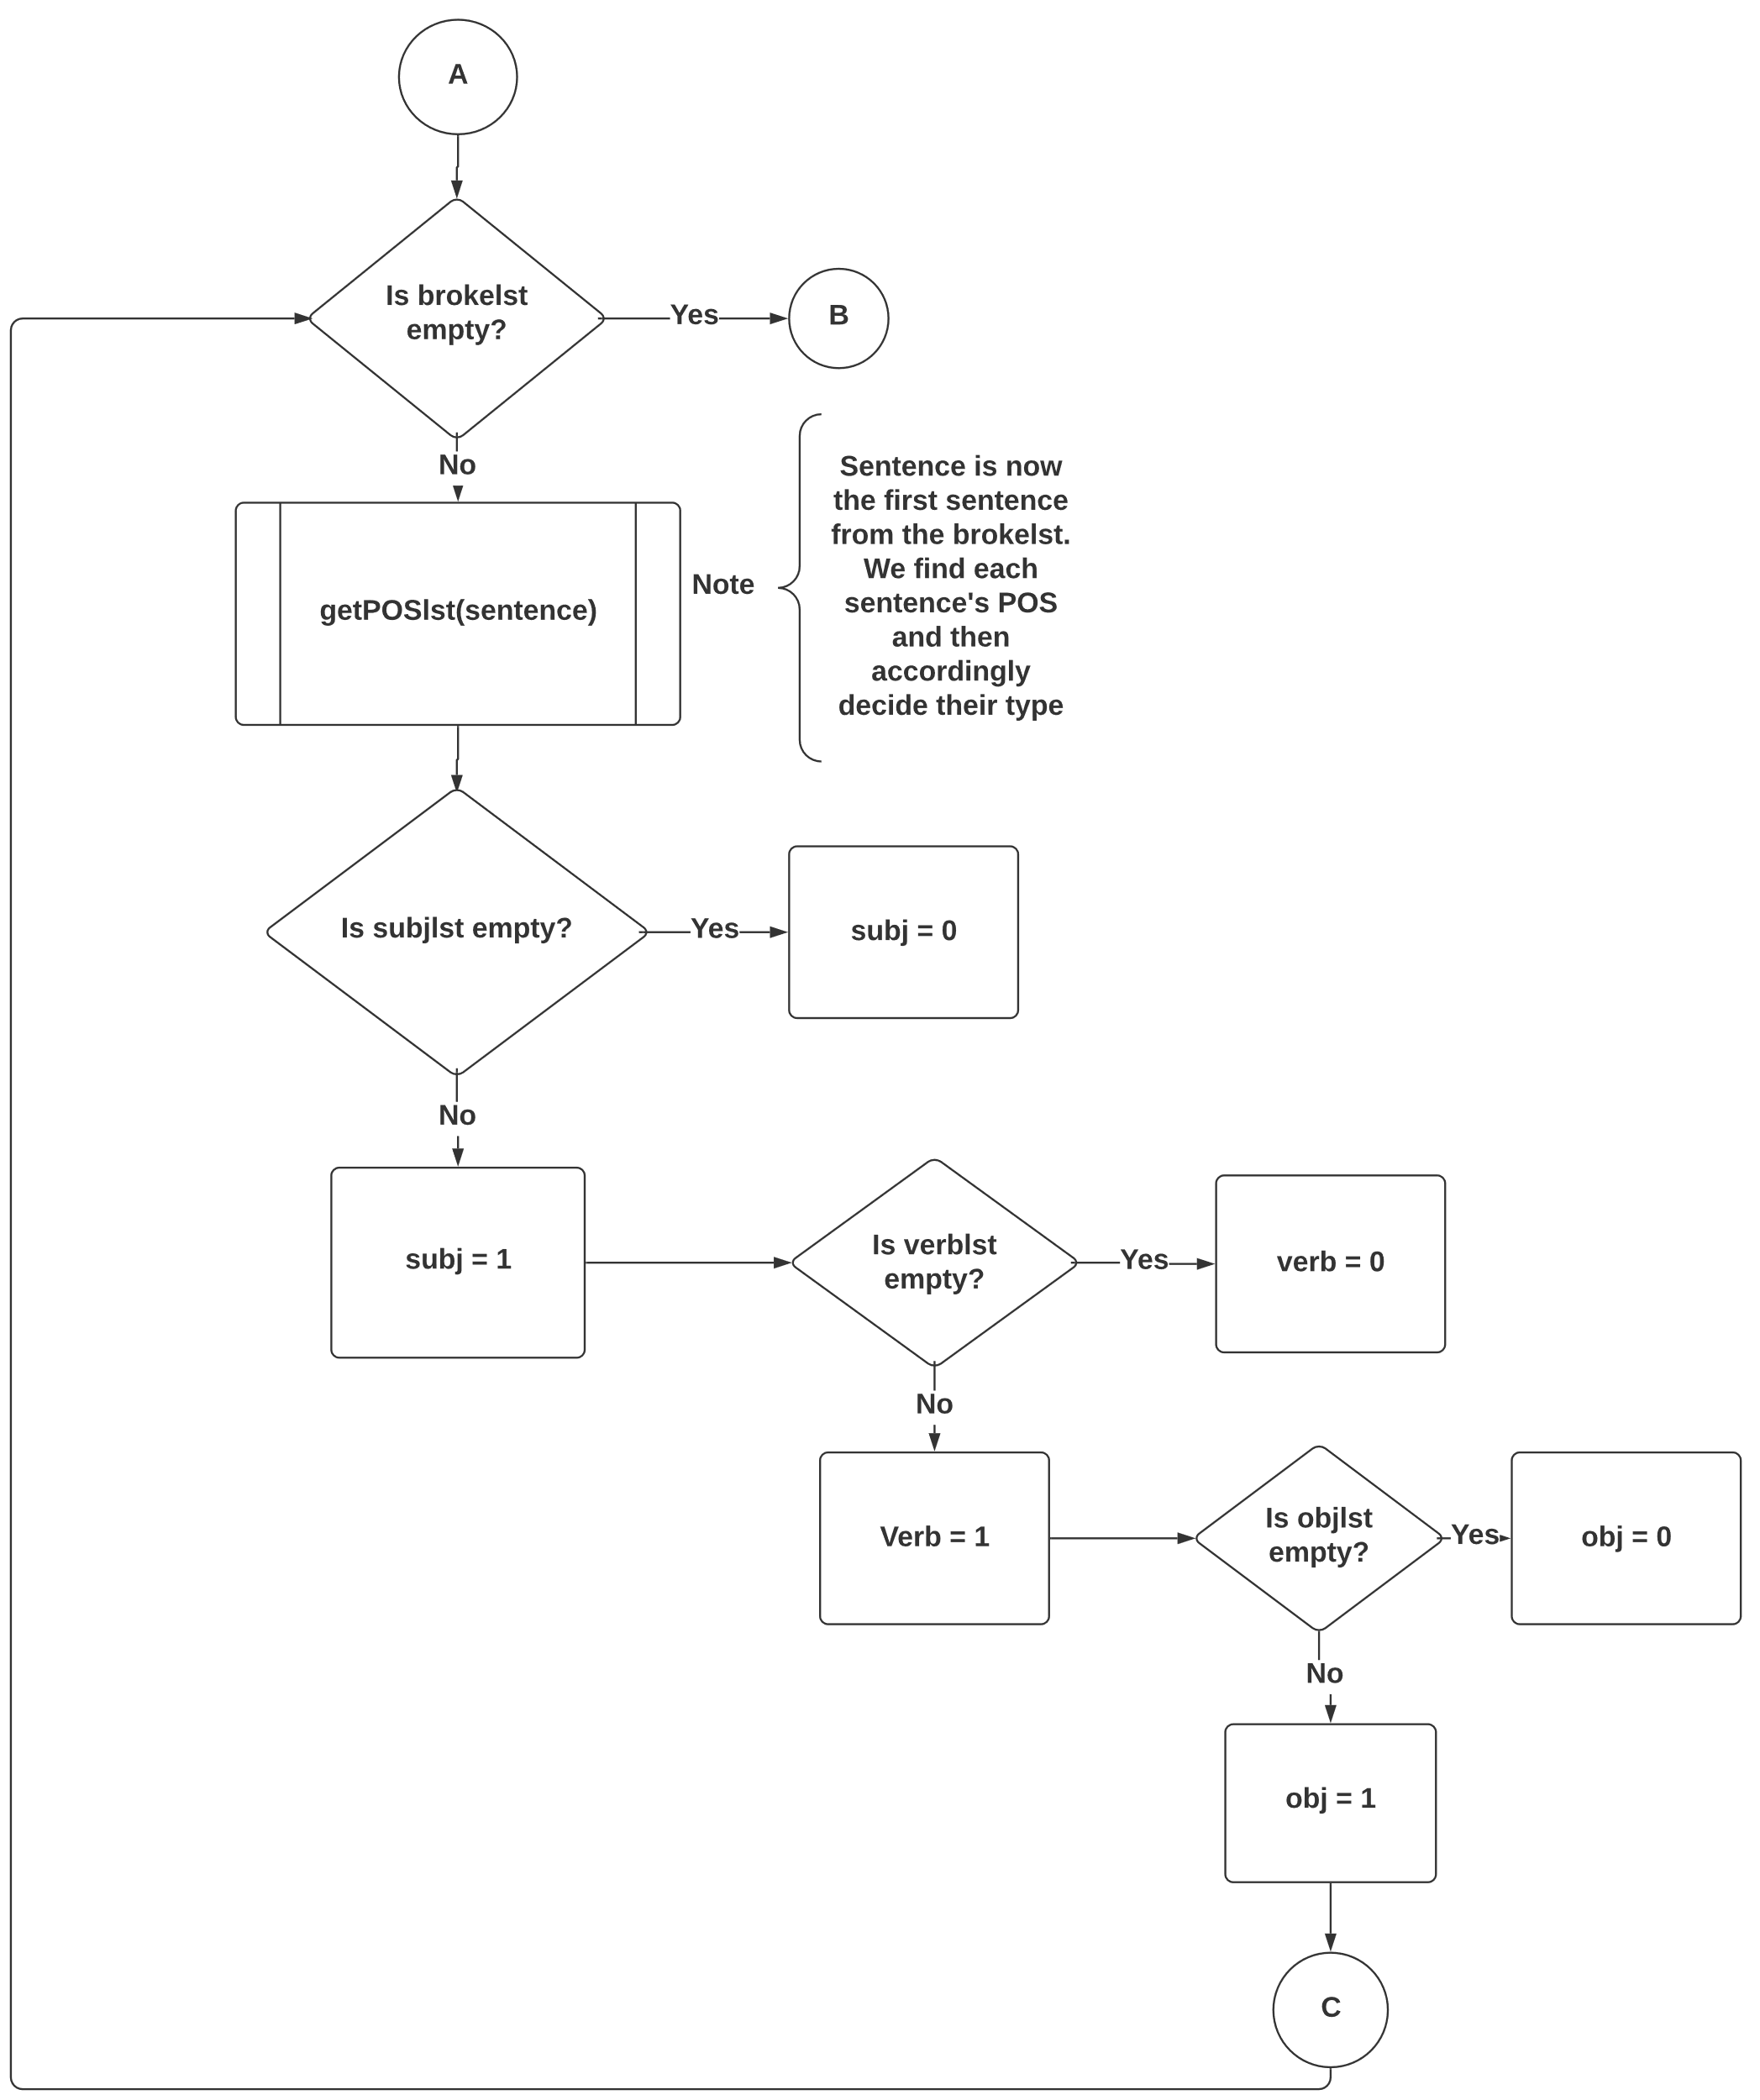 A
Is brokelst
empty?
Yes
B
No
getPOSlst(sentence)
Note
Sentence is now
the first sentence
from the brokelst.
We find each
sentence's POS
and then
accordingly
decide their type
Is subjlst empty?
Yes
subj = 0
No
subj = 1
Is verblst
empty?
Yes
verb = 0
No
Verb = 1
Is objlst
empty?
Yes
obj = 0
No
obj = 1
C